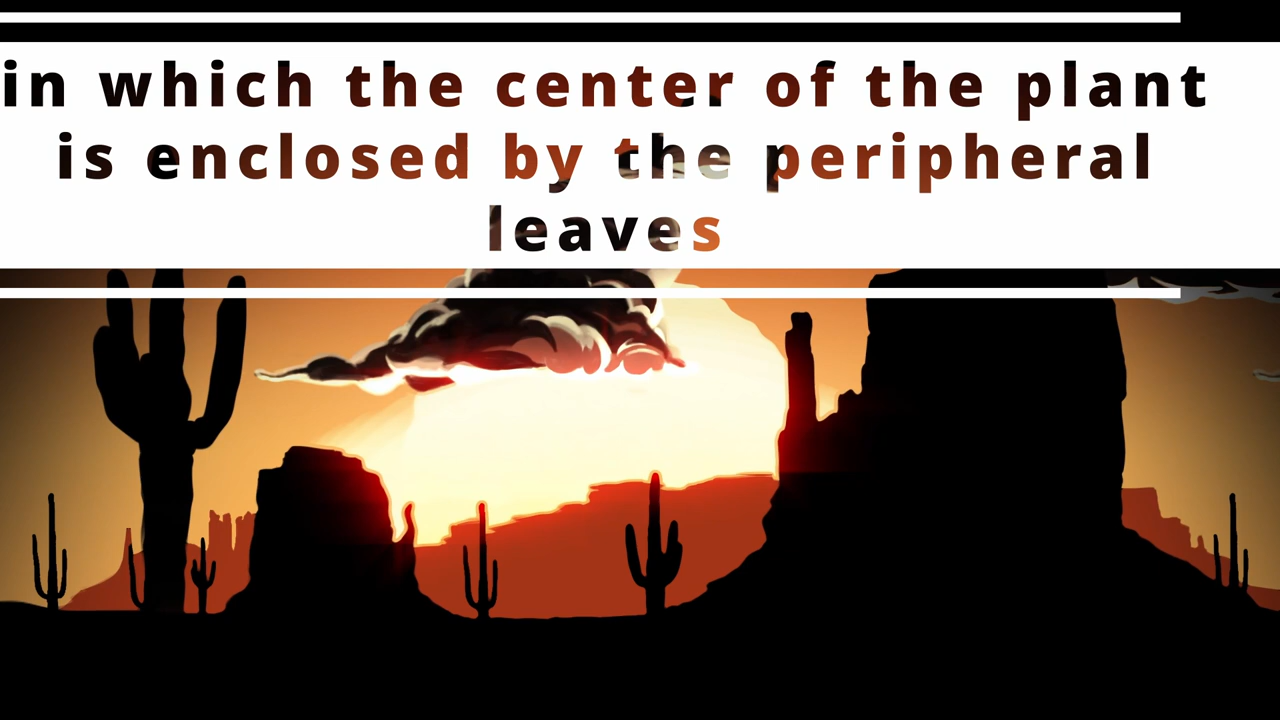 in which the center of the plant
is enclosed by the peripheral
leaves